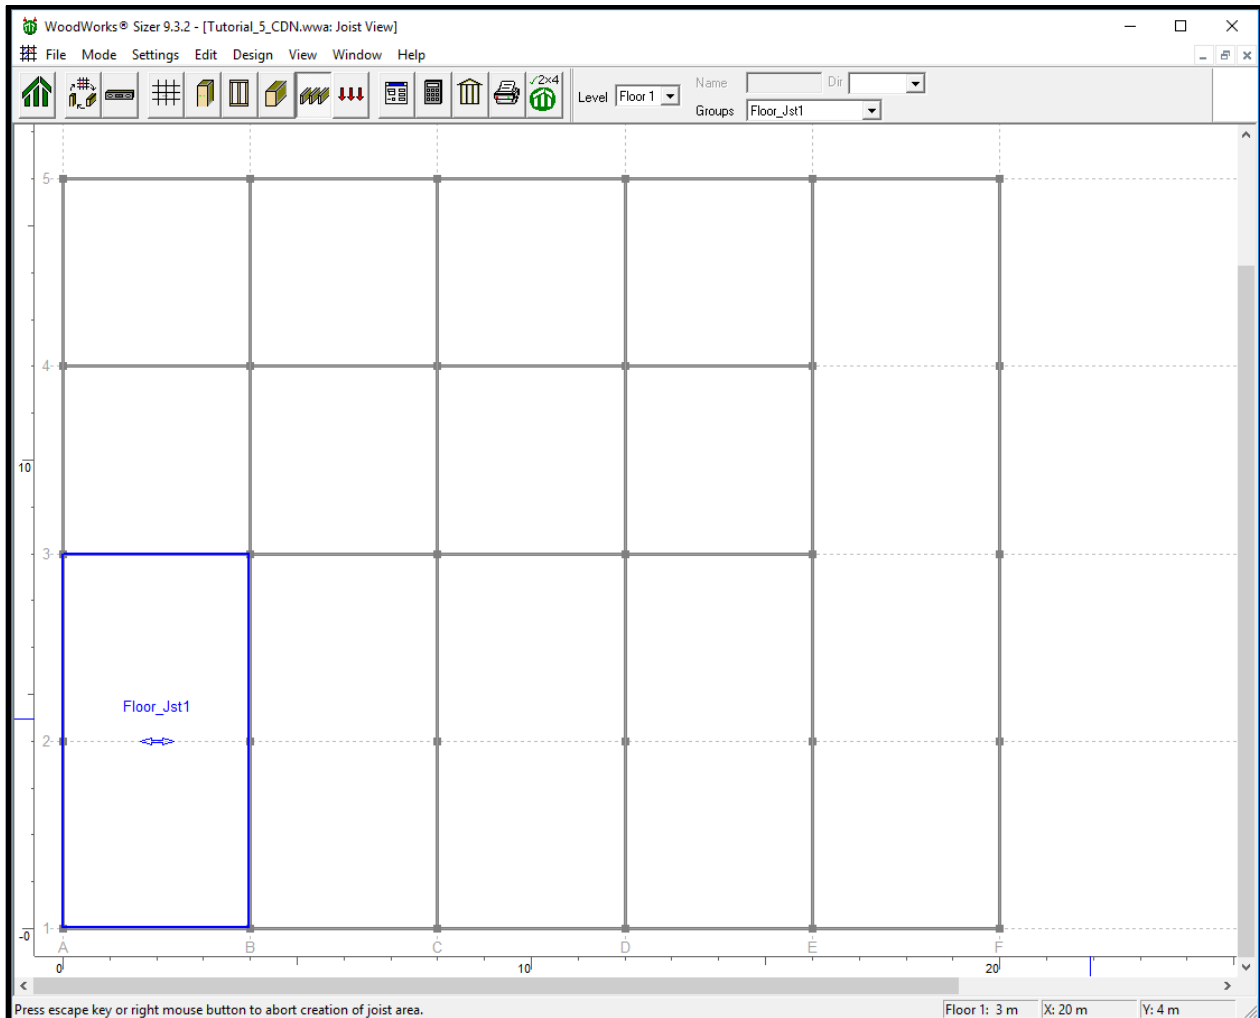 WoodWorks® Sizer 9.3.2 - [Tutorial_5_CDN.wwa: Joist View]
File Mode Settings Edit Design View Window Help
2×4
Level Floor 1 Name Dir
Groups Floor_Jst1
5
4
10
3
Floor_Jst1
2
1
-0
A B C D E F
0 10 20
Press escape key or right mouse button to abort creation of joist area. Floor 1: 3 m X: 20 m Y: 4 m